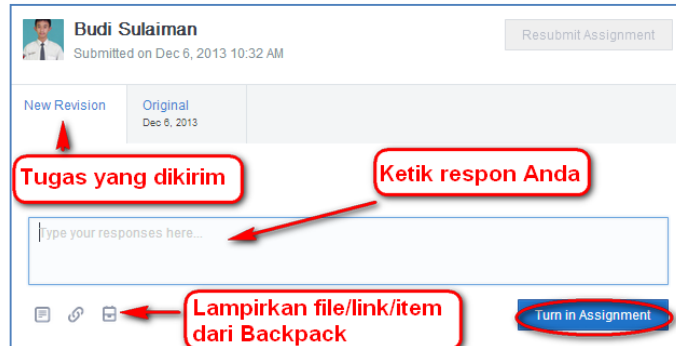 Budi Sulaiman
Resubmit Assignment
Submitted on Dec 6, 2013 10:32 AM
New Revision
Original
Dec 6, 2013
Tugas yang dikirim
Ketik respon Anda
Type your responses here...
Lampirkan file/link/item
dari Backpack
Turn in Assignment